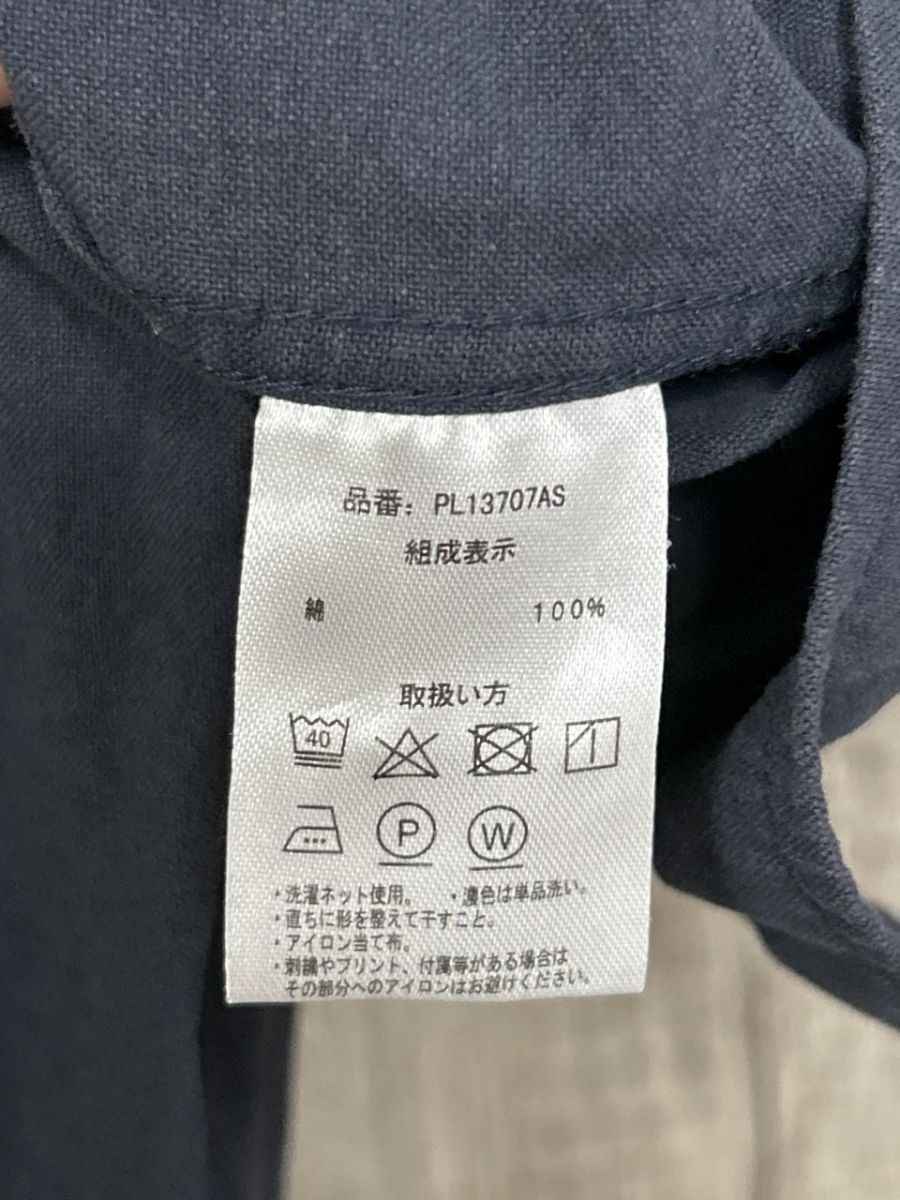 品番: PL13707AS
組成表示
綿 100%
取扱い方
40
P W
・洗濯ネット使用。 ・濃色は単品洗い。
・直ちに形を整えて干すこと。
・アイロン当て布。
・刺繍やプリント、付属等がある場合は
その部分へのアイロンはお避けください。